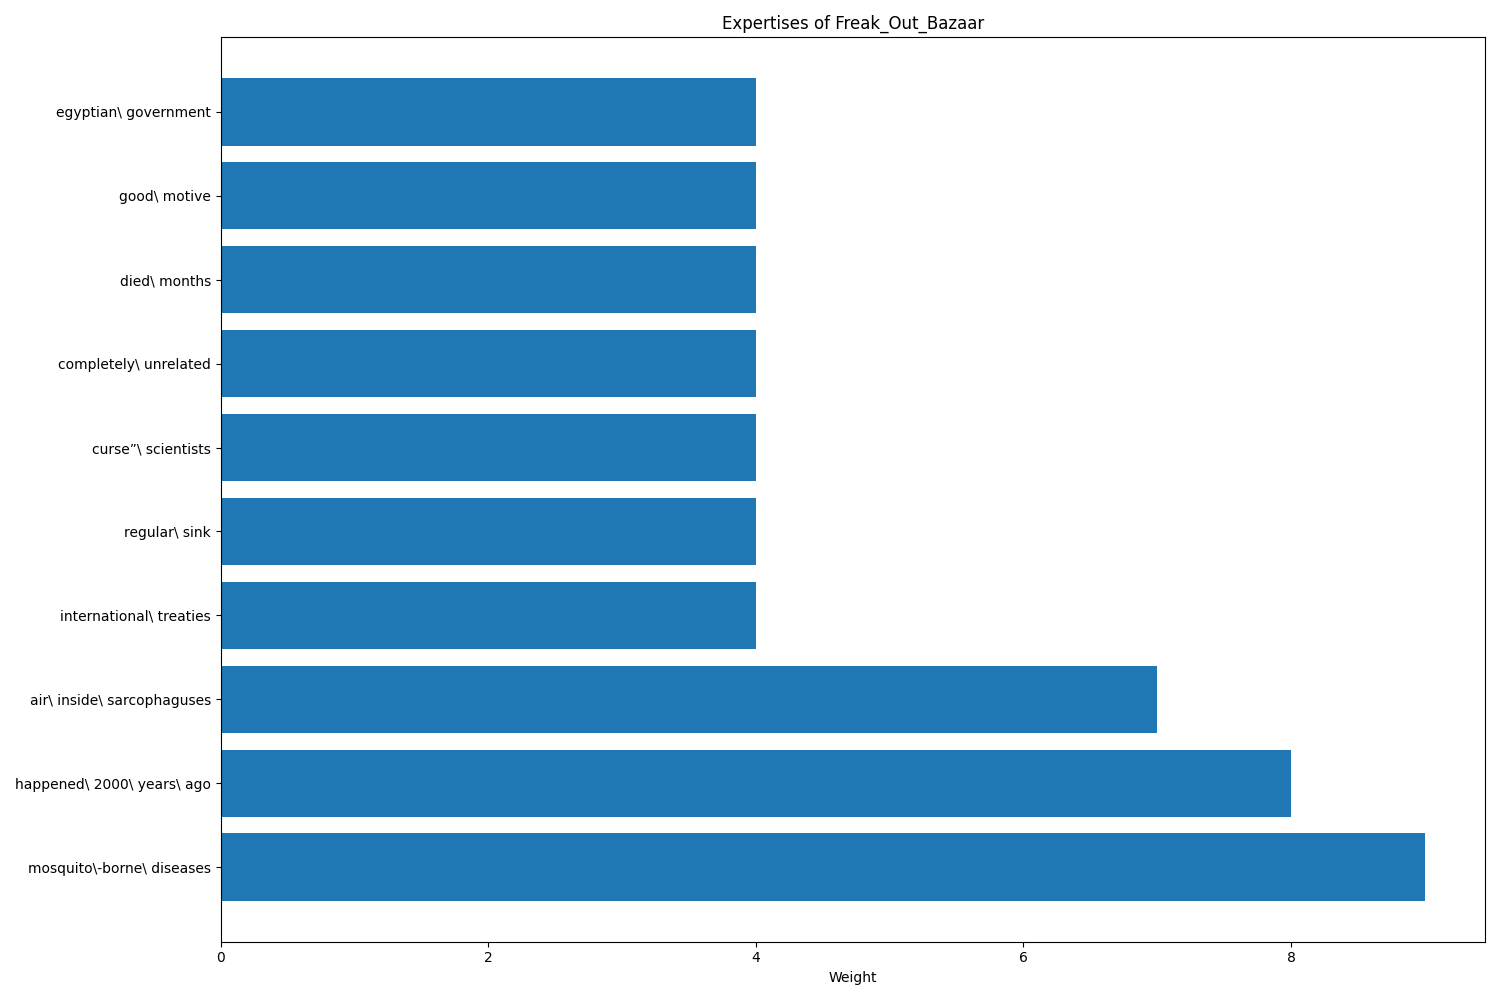 Expertises of Freak_Out_Bazaar
egyptian\ government
good\ motive
died\ months
completely\ unrelated
curse”\ scientists
regular\ sink
international\ treaties
air\ inside\ sarcophaguses
happened\ 2000\ years\ ago
mosquito\-borne\ diseases
0 2 4 6 8
Weight